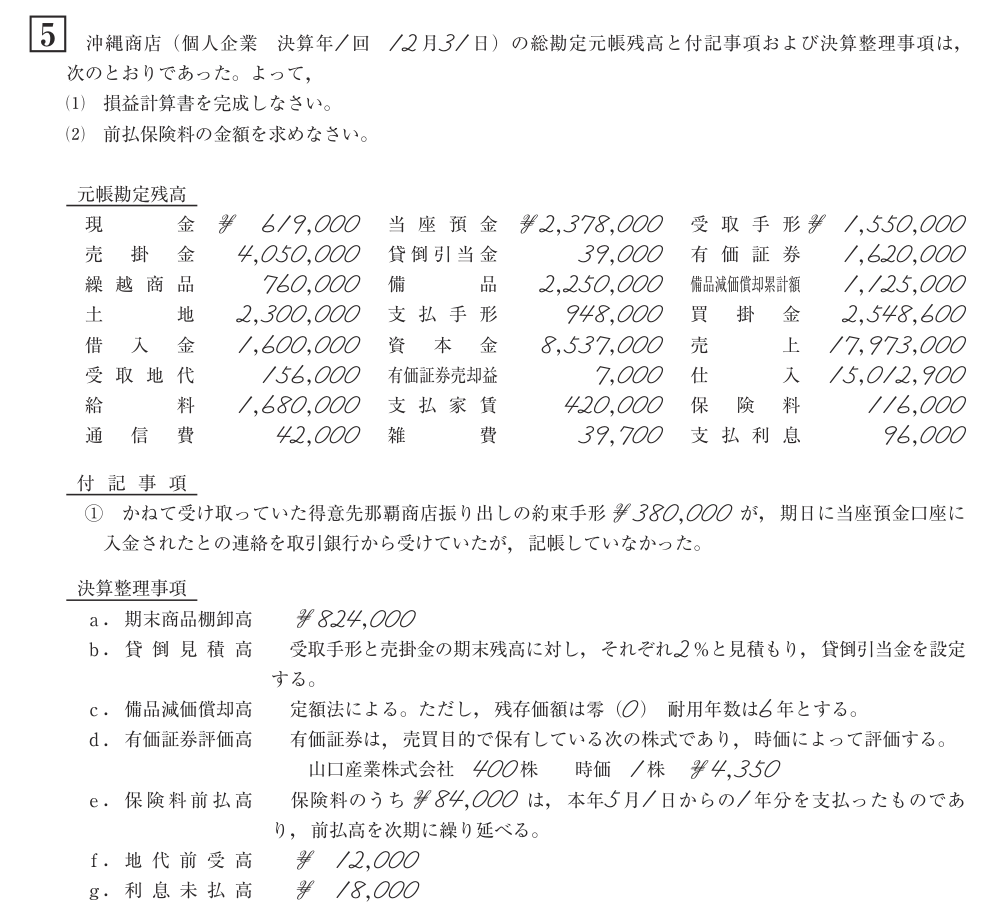 5 沖縄商店（個人企業　決算年1回　12月31日）の総勘定元帳残高と付記事項および決算整理事項は，
次のとおりであった。よって，
⑴　損益計算書を完成しなさい。
⑵　前払保険料の金額を求めなさい。
元帳勘定残高
現金 ¥ 619,000 当座預金 ¥2,378,000 受取手形 ¥ 1,550,000
売掛金 4,050,000 貸倒引当金 39,000 有価証券 1,620,000
繰越商品 760,000 備品 2,250,000 備品減価償却累計額 1,125,000
土地 2,300,000 支払手形 948,000 買掛金 2,548,600
借入金 1,600,000 資本金 8,537,000 売上 17,973,000
受取地代 156,000 有価証券売却益 7,000 仕入 15,012,900
給料 1,680,000 支払家賃 420,000 保険料 116,000
通信費 42,000 雑費 39,700 支払利息 96,000
付記事項
①　かねて受け取っていた得意先那覇商店振り出しの約束手形¥380,000が，期日に当座預金口座に
入金されたとの連絡を取引銀行から受けていたが，記帳していなかった。
決算整理事項
a．期末商品棚卸高　¥824,000
b．貸倒見積高　受取手形と売掛金の期末残高に対し，それぞれ2％と見積もり，貸倒引当金を設定
する。
c．備品減価償却高　定額法による。ただし，残存価額は零（0）　耐用年数は6年とする。
d．有価証券評価高　有価証券は，売買目的で保有している次の株式であり，時価によって評価する。
山口産業株式会社　400株　時価　1株　¥4,350
e．保険料前払高　保険料のうち¥84,000は，本年5月1日からの1年分を支払ったものであ
り，前払高を次期に繰り延べる。
f．地代前受高　¥ 12,000
g．利息未払高　¥ 18,000